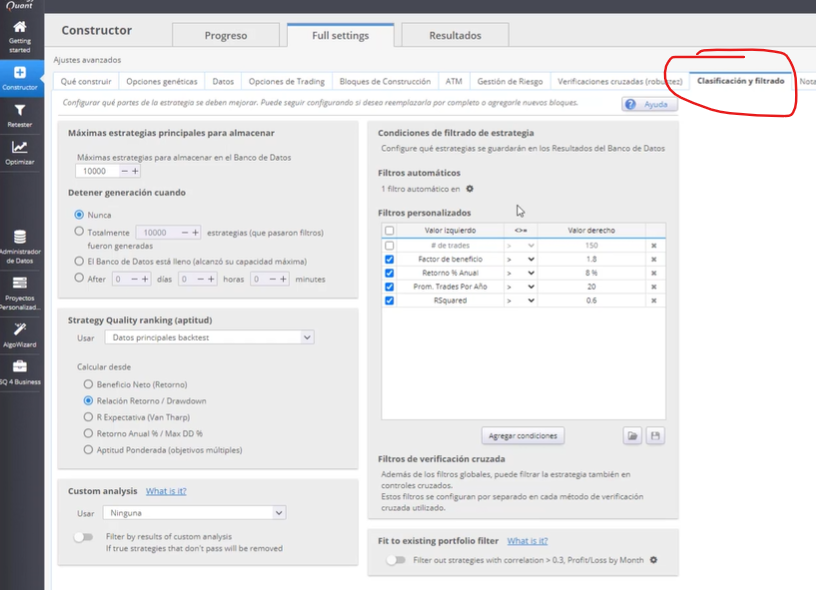 Quant
Getting
started
Constructor
Retester
Optimizar
Administrador
de Datos
Proyectos
Personalizad...
AlgoWizard
SQ 4 Business
Constructor
Progreso
Full settings
Resultados
Ajustes avanzados
Qué construir
Opciones genéticas
Datos
Opciones de Trading
Bloques de Construcción
ATM
Gestión de Riesgo
Verificaciones cruzadas (robustez)
Clasificación y filtrado
Nota
Configurar qué partes de la estrategia se deben mejorar. Puede seguir configurando si desea reemplazarla por completo o agregarle nuevos bloques.
Ayuda
Máximas estrategias principales para almacenar
Máximas estrategias para almacenar en el Banco de Datos
10000 − +
Detener generación cuando
Nunca
Totalmente 10000 − + estrategias (que pasaron filtros)
fueron generadas
El Banco de Datos está lleno (alcanzó su capacidad máxima)
After 0 − + días 0 − + horas 0 − + minutes
Strategy Quality ranking (aptitud)
Usar Datos principales backtest
Calcular desde
Beneficio Neto (Retorno)
Relación Retorno / Drawdown
R Expectativa (Van Tharp)
Retorno Anual % / Max DD %
Aptitud Ponderada (objetivos múltiples)
Custom analysis What is it?
Usar Ninguna
Filter by results of custom analysis
If true strategies that don't pass will be removed
Condiciones de filtrado de estrategia
Configure qué estrategias se guardarán en los Resultados del Banco de Datos
Filtros automáticos
1 filtro automático en
Filtros personalizados
Valor izquierdo <>= Valor derecho
# de trades > 150
Factor de beneficio > 1.8
Retorno % Anual > 8 %
Prom. Trades Por Año > 20
RSquared > 0.6
Agregar condiciones
Filtros de verificación cruzada
Además de los filtros globales, puede filtrar la estrategia también en
controles cruzados.
Estos filtros se configuran por separado en cada método de verificación
cruzada utilizado.
Fit to existing portfolio filter What is it?
Filter out strategies with correlation > 0.3, Profit/Loss by Month